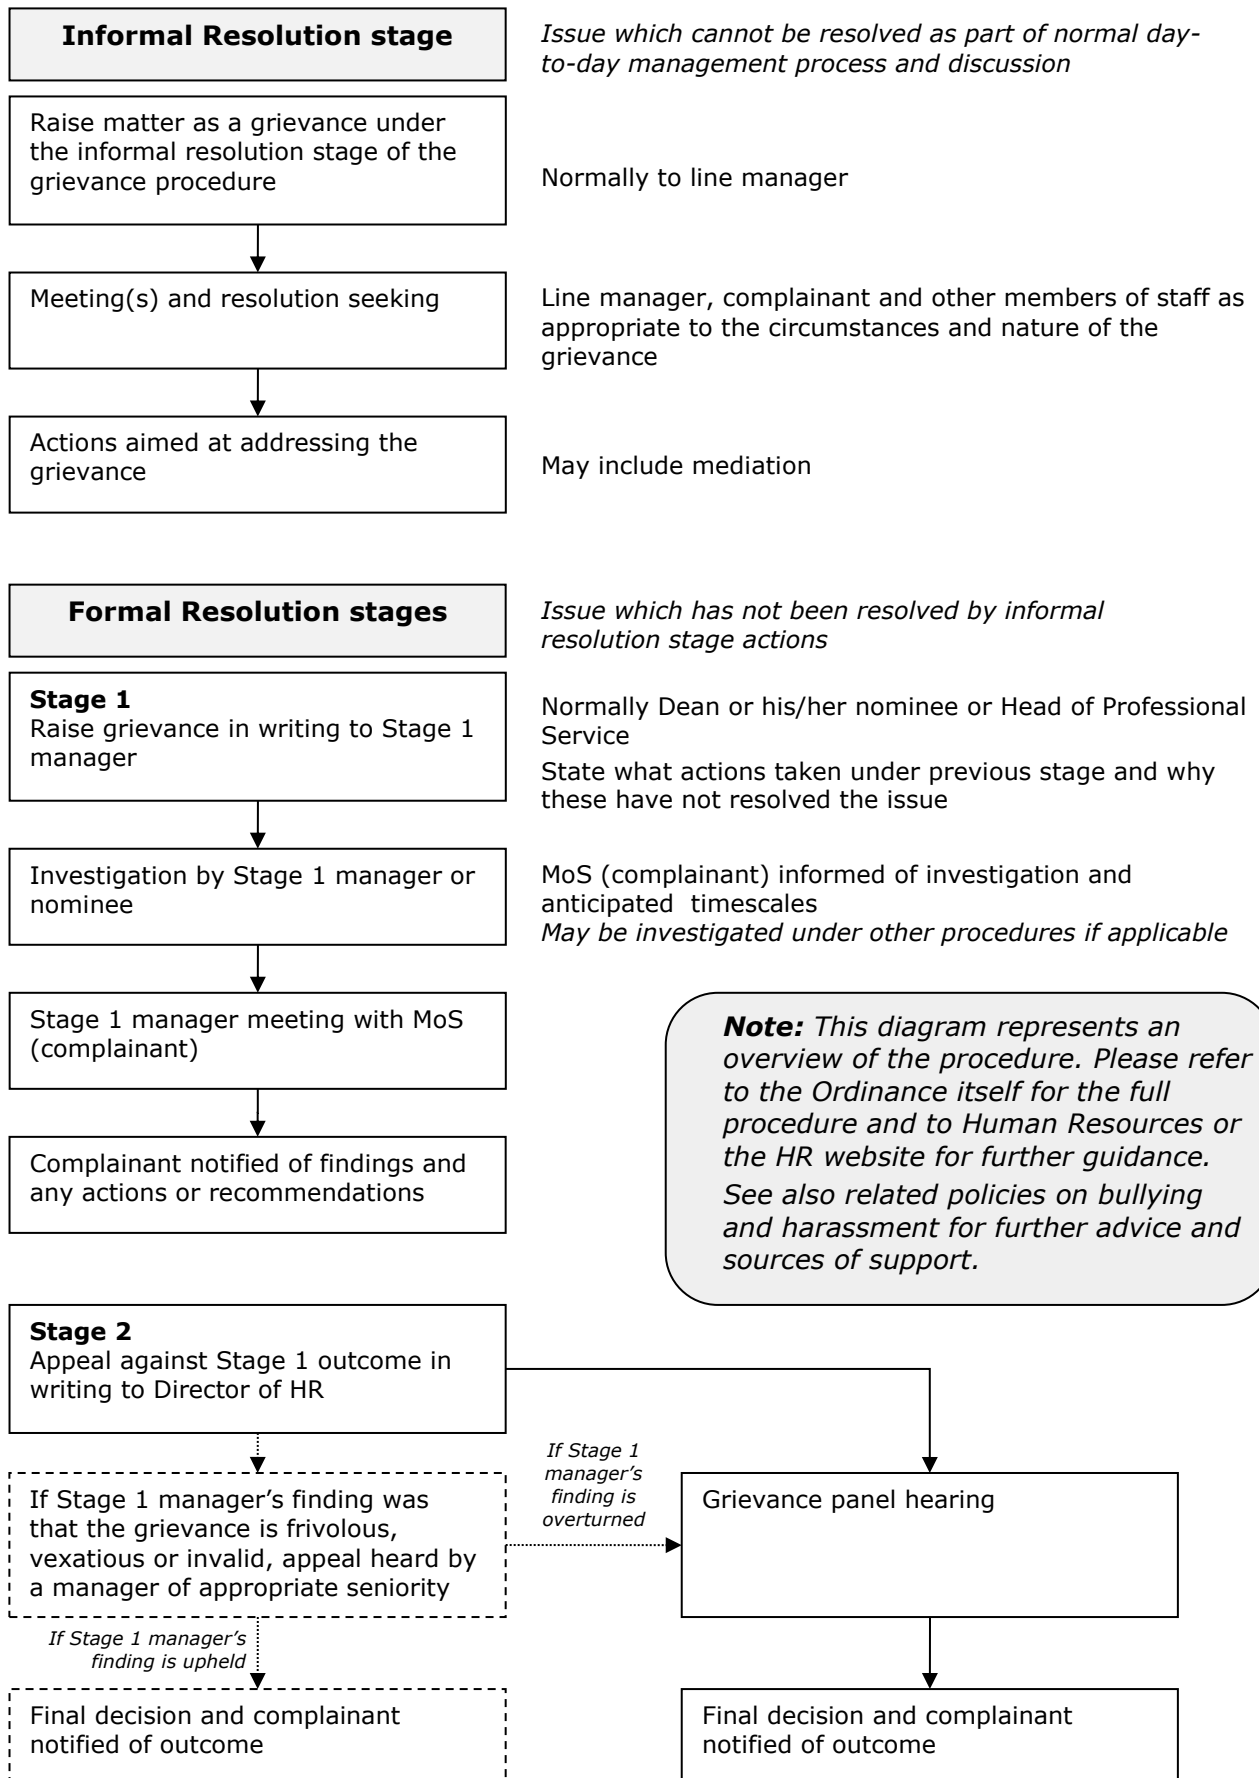 Informal Resolution stage
Issue which cannot be resolved as part of normal day-
to-day management process and discussion
Raise matter as a grievance under
the informal resolution stage of the
grievance procedure
Normally to line manager
Meeting(s) and resolution seeking
Line manager, complainant and other members of staff as
appropriate to the circumstances and nature of the
grievance
Actions aimed at addressing the
grievance
May include mediation
Formal Resolution stages
Issue which has not been resolved by informal
resolution stage actions
Stage 1
Raise grievance in writing to Stage 1
manager
Normally Dean or his/her nominee or Head of Professional
Service
State what actions taken under previous stage and why
these have not resolved the issue
Investigation by Stage 1 manager or
nominee
MoS (complainant) informed of investigation and
anticipated  timescales
May be investigated under other procedures if applicable
Stage 1 manager meeting with MoS
(complainant)
Complainant notified of findings and
any actions or recommendations
Note: This diagram represents an
overview of the procedure. Please refer
to the Ordinance itself for the full
procedure and to Human Resources or
the HR website for further guidance.
See also related policies on bullying
and harassment for further advice and
sources of support.
Stage 2
Appeal against Stage 1 outcome in
writing to Director of HR
If Stage 1 manager’s finding was
that the grievance is frivolous,
vexatious or invalid, appeal heard by
a manager of appropriate seniority
If Stage 1
manager’s
finding is
overturned
Grievance panel hearing
If Stage 1 manager’s
finding is upheld
Final decision and complainant
notified of outcome
Final decision and complainant
notified of outcome